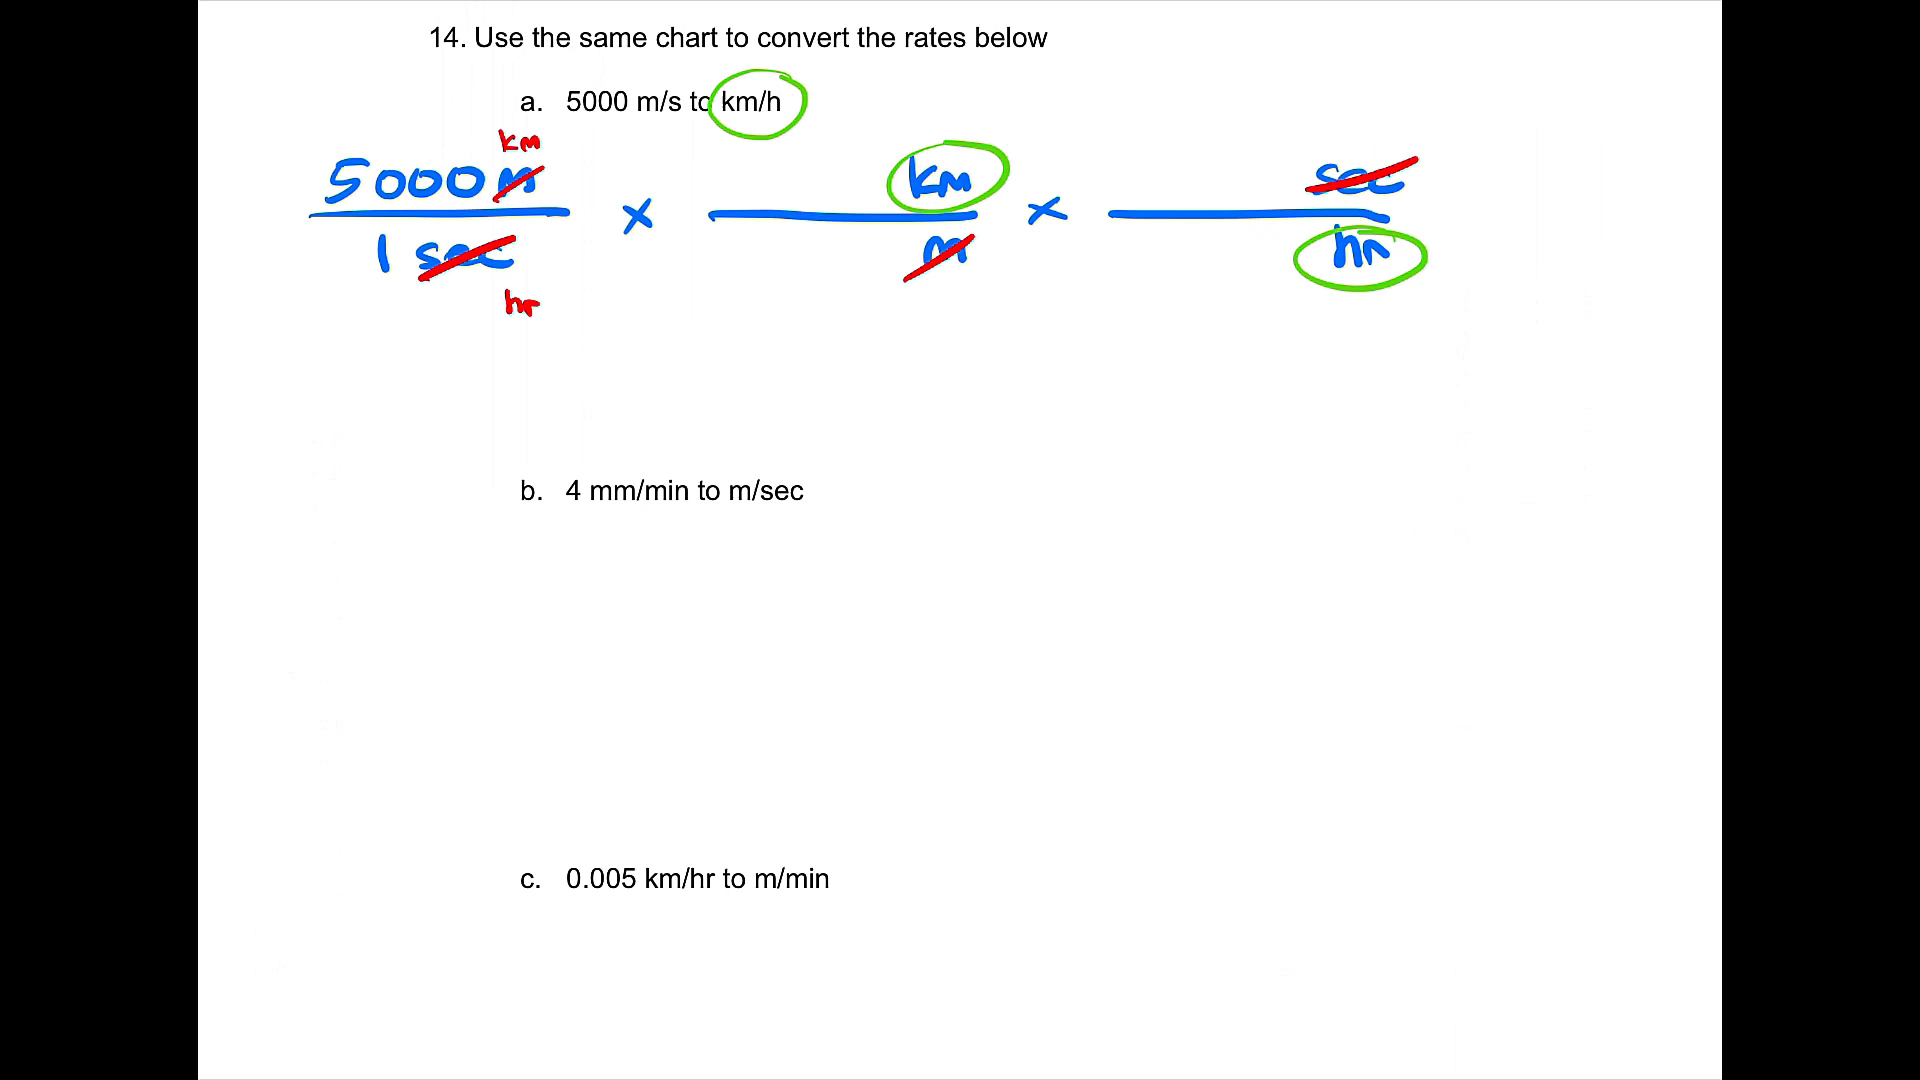 14. Use the same chart to convert the rates below
a. 5000 m/s to km/h
km
5000 m × km × sec
1 sec m hr
hr
b. 4 mm/min to m/sec
c. 0.005 km/hr to m/min